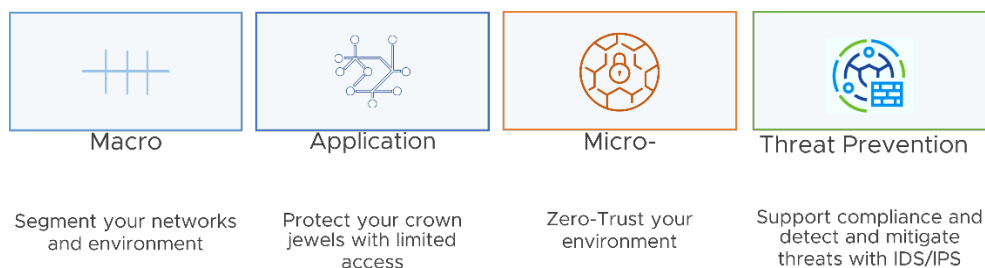 Macro
Application
Micro-
Threat Prevention
Segment your networks
and environment
Protect your crown
jewels with limited
access
Zero-Trust your
environment
Support compliance and
detect and mitigate
threats with IDS/IPS